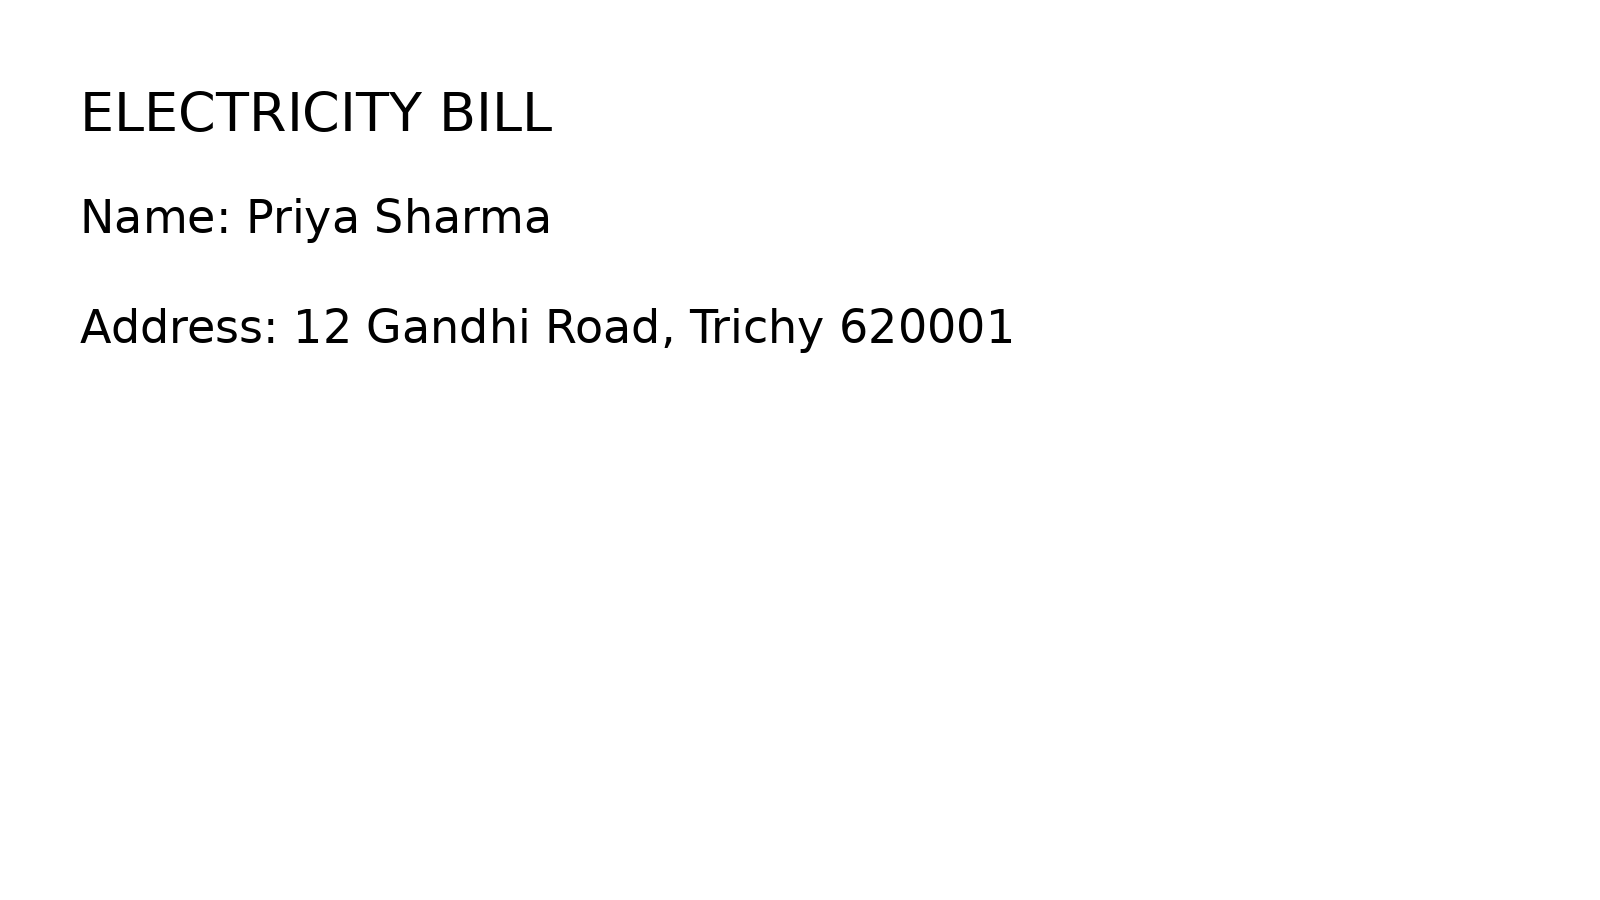 ELECTRICITY BILL
Name: Priya Sharma
Address: 12 Gandhi Road, Trichy 620001